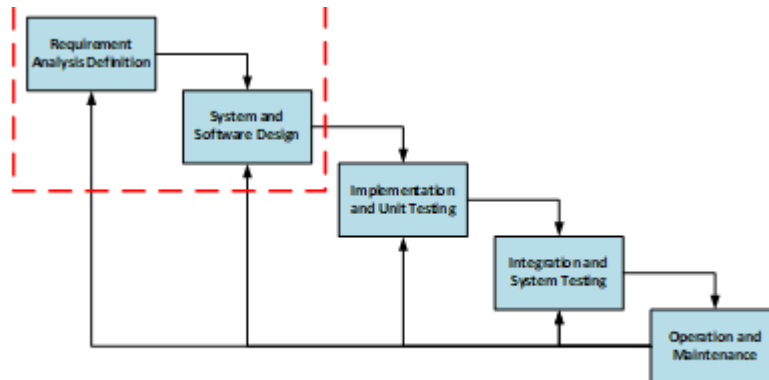 Requirement
Analysis Definition
System and
Software Design
Implementation
and Unit Testing
Integration and
System Testing
Operation and
Maintenance